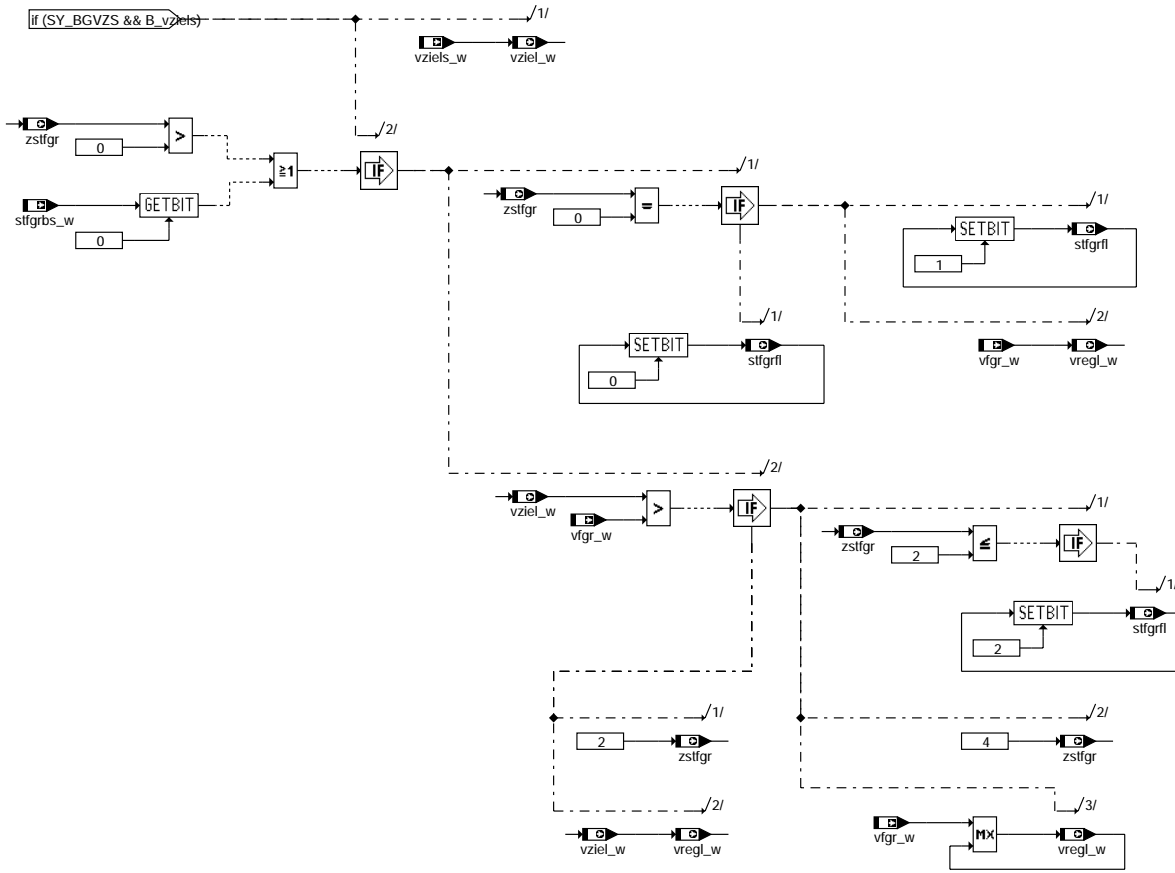 if (SY_BGVZS && B_vziels)
/1/
vziels_w
vziel_w
/2/
zstfgr
0
>
≧1
IF
stfgrbs_w
GETBIT
0
/1/
zstfgr
0
=
IF
/1/
SETBIT
1
stfgrfl
/1/
SETBIT
0
stfgrfl
/2/
vfgr_w
vregl_w
/2/
vziel_w
vfgr_w
>
IF
/1/
zstfgr
2
≤
IF
/1/
SETBIT
2
stfgrfl
/1/
2
zstfgr
/2/
4
zstfgr
/2/
vziel_w
vregl_w
/3/
vfgr_w
MX
vregl_w